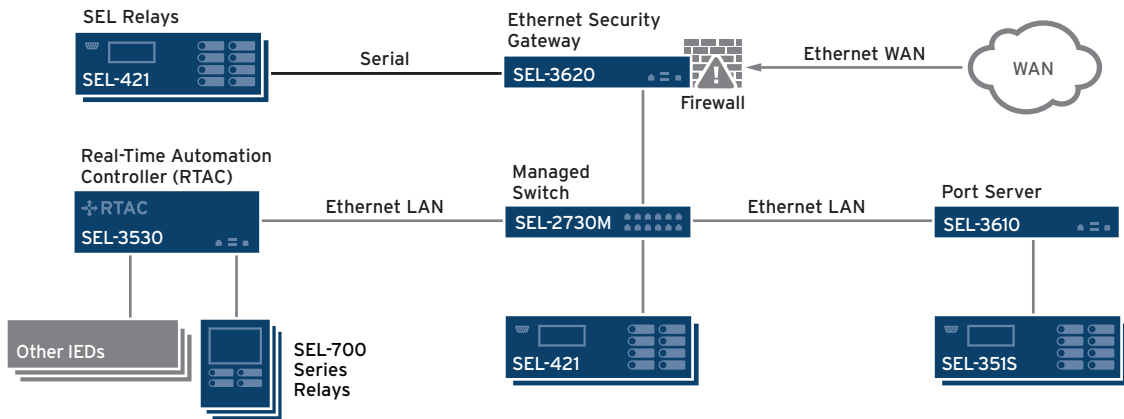 SEL Relays
SEL-421
Serial
Ethernet Security
Gateway
SEL-3620
Firewall
Ethernet WAN
WAN
Real-Time Automation
Controller (RTAC)
RTAC
SEL-3530
Ethernet LAN
Managed
Switch
SEL-2730M
Ethernet LAN
Port Server
SEL-3610
Other IEDs
SEL-700
Series
Relays
SEL-421
SEL-351S